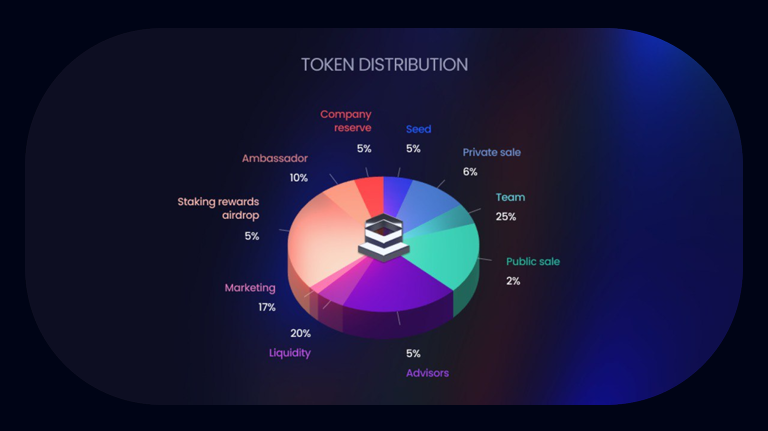 TOKEN DISTRIBUTION
Company
reserve
5%
Seed
5%
Private sale
6%
Team
25%
Public sale
2%
5%
Advisors
20%
Liquidity
Marketing
17%
Staking rewards
airdrop
5%
Ambassador
10%